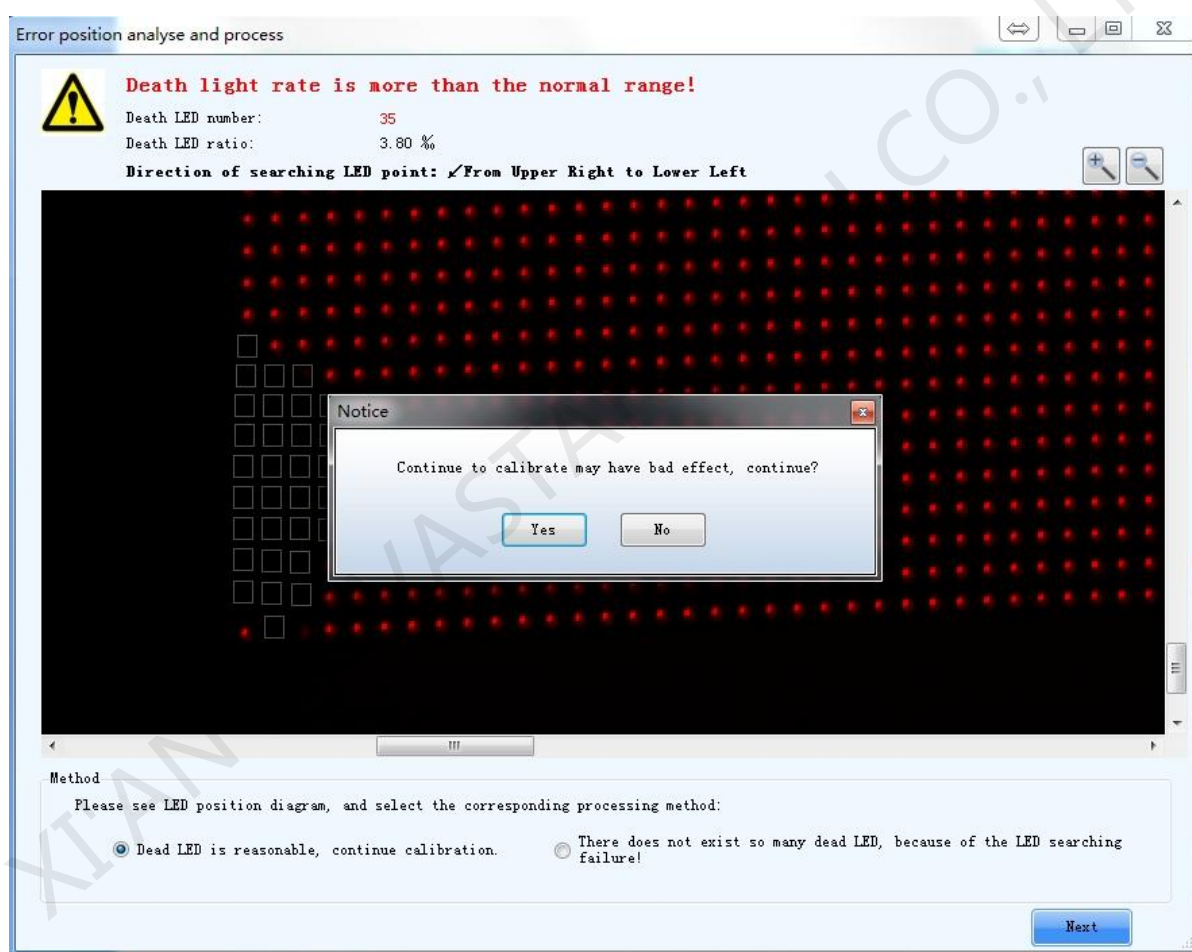 Error position analyse and process
Death light rate is more than the normal range!
Death LED number: 35
Death LED ratio: 3.80 ‰
Direction of searching LED point: ↙From Upper Right to Lower Left
Notice
Continue to calibrate may have bad effect, continue?
Yes No
Method
Please see LED position diagram, and select the corresponding processing method:
Dead LED is reasonable, continue calibration.
There does not exist so many dead LED, because of the LED searching
failure!
Next
XI'AN